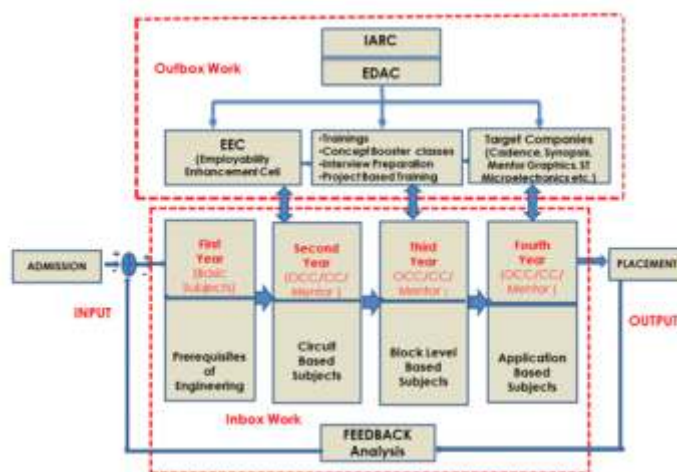 IARC
Outbox Work
EDAC
EEC
(Employability
Enhancement Cell)
-Trainings
-Concept Booster classes
-Interview Preparation
-Project Based Training
Target Companies
(Cadence, Synopsis,
Mentor Graphics, ST
Microelectronics etc.)
ADMISSION
INPUT
First
Year
(Basic
Subjects)
Prerequisites
of
Engineering
Second
Year
(OCC/CC/
Mentor )
Circuit
Based
Subjects
Third
Year
OCC/CC/
Mentor
Block Level
Based
Subjects
Fourth
Year
(OCC/CC/
Mentor )
Application
Based
Subjects
PLACEMENT
OUTPUT
Inbox Work
FEEDBACK
Analysis